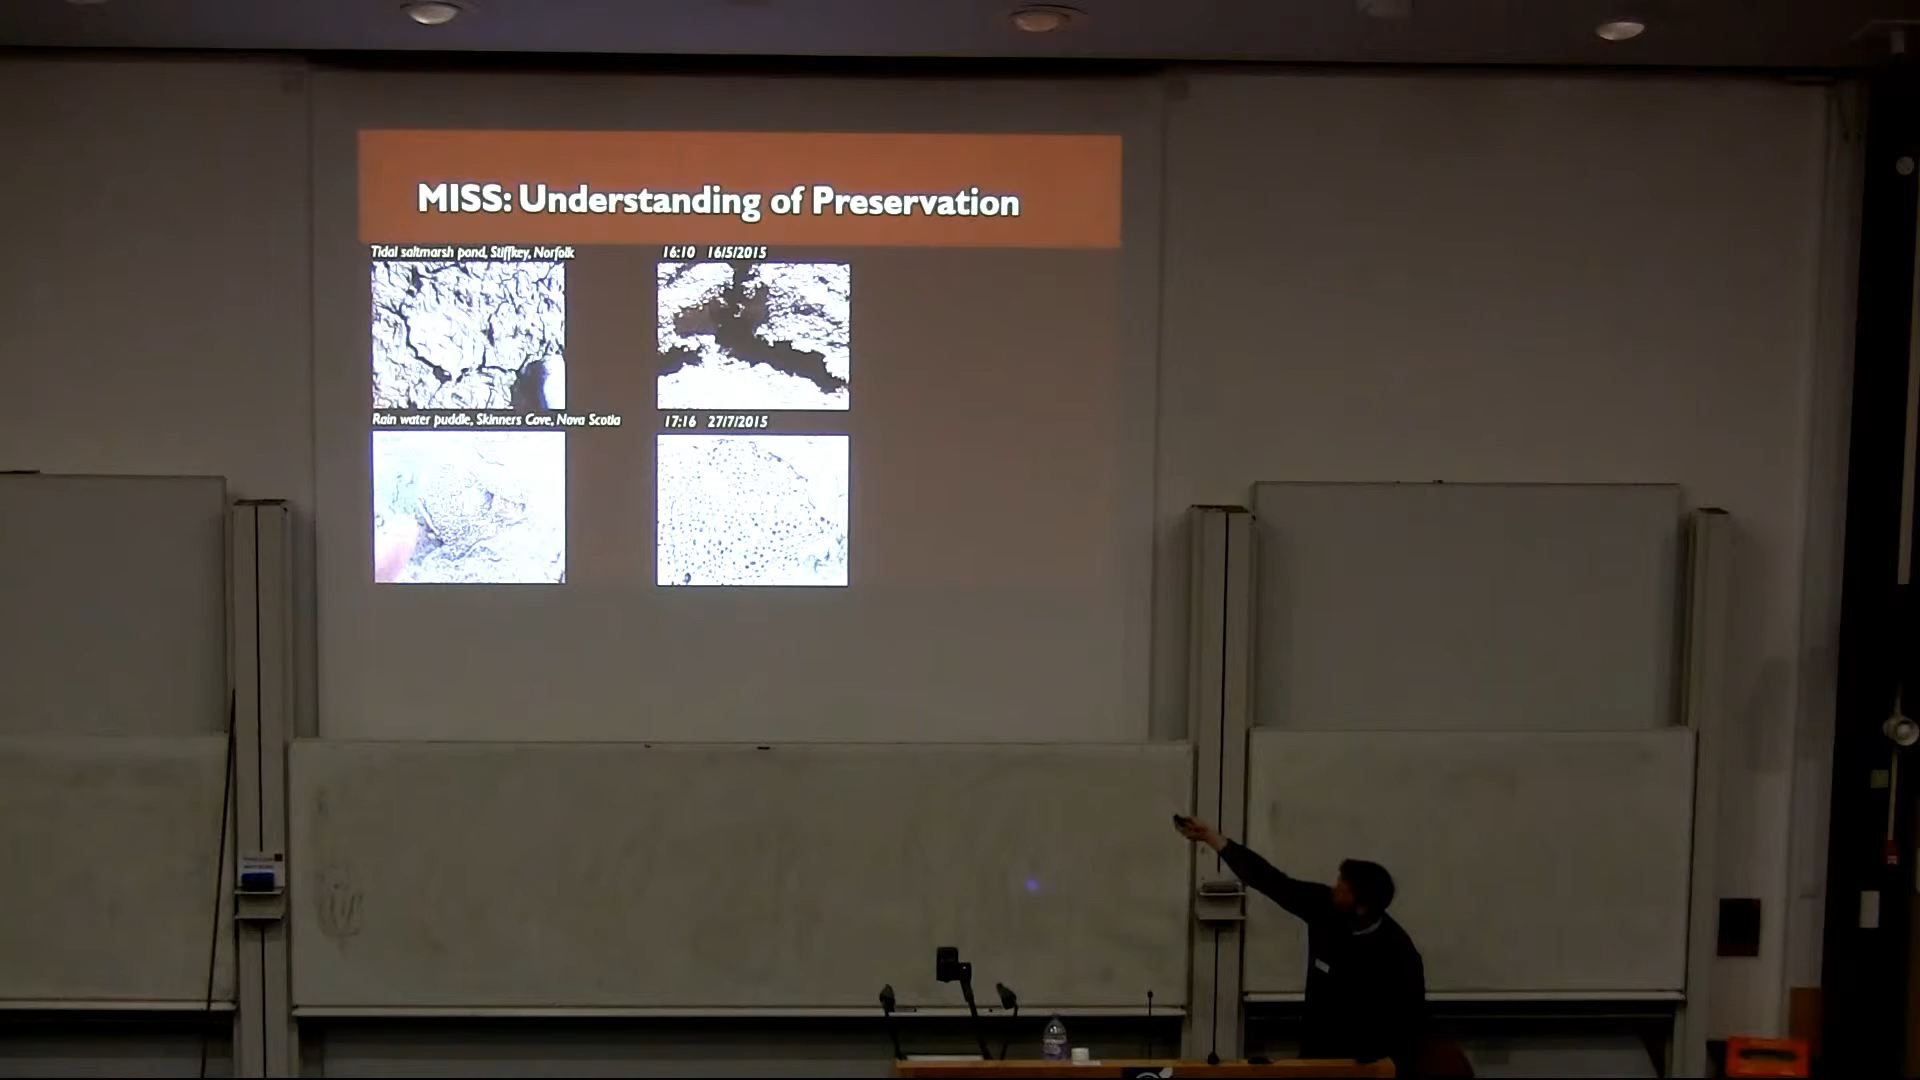 MISS: Understanding of Preservation
Tidal saltmarsh pond, Stiffkey, Norfolk
16:10 16/5/2015
Rain water puddle, Skinners Cove, Nova Scotia
17:16 27/7/2015